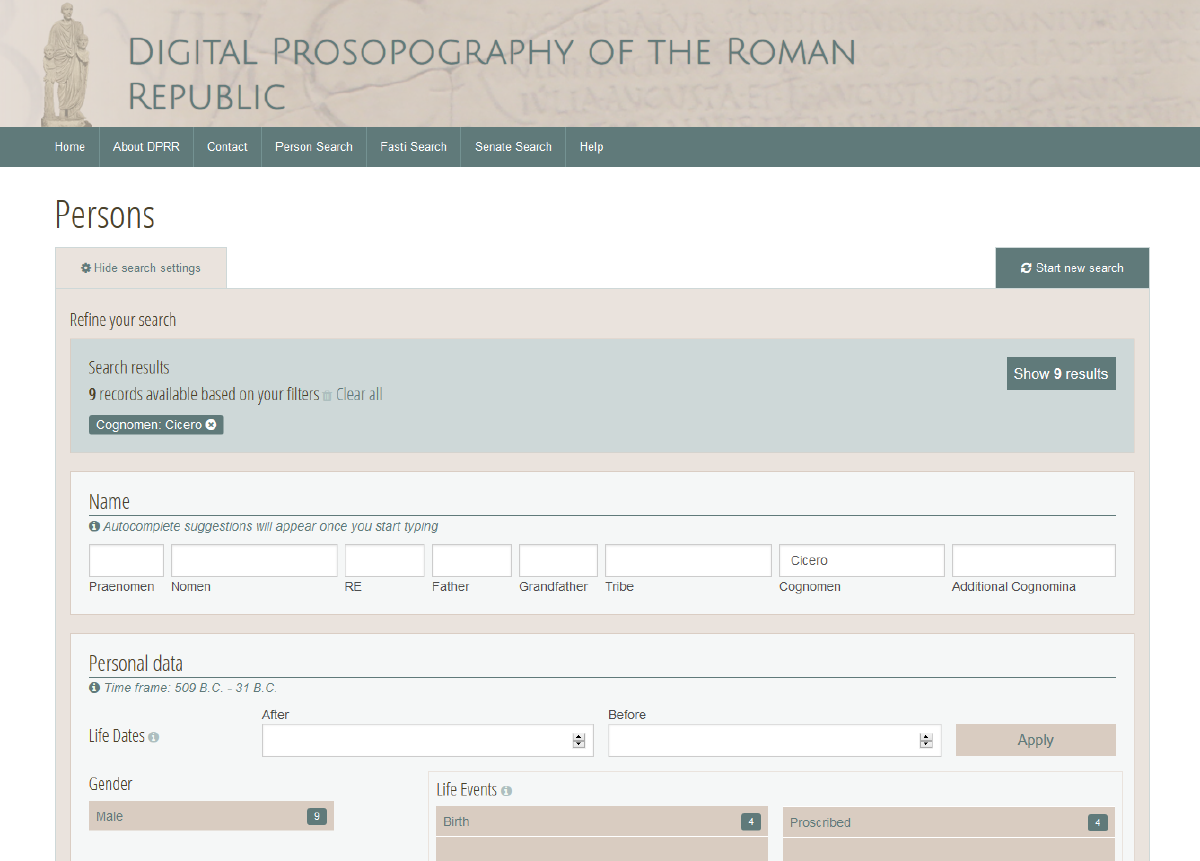 DIGITAL PROSOPOGRAPHY OF THE ROMAN
REPUBLIC
Home About DPRR Contact Person Search Fasti Search Senate Search Help
Persons
Hide search settings Start new search
Refine your search
Search results
9 records available based on your filters Clear all
Show 9 results
Cognomen: Cicero
Name
Autocomplete suggestions will appear once you start typing
Cicero
Praenomen Nomen RE Father Grandfather Tribe Cognomen Additional Cognomina
Personal data
Time frame: 509 B.C. - 31 B.C.
After Before
Life Dates
Apply
Gender
Life Events
Male 9
Birth 4 Proscribed 4